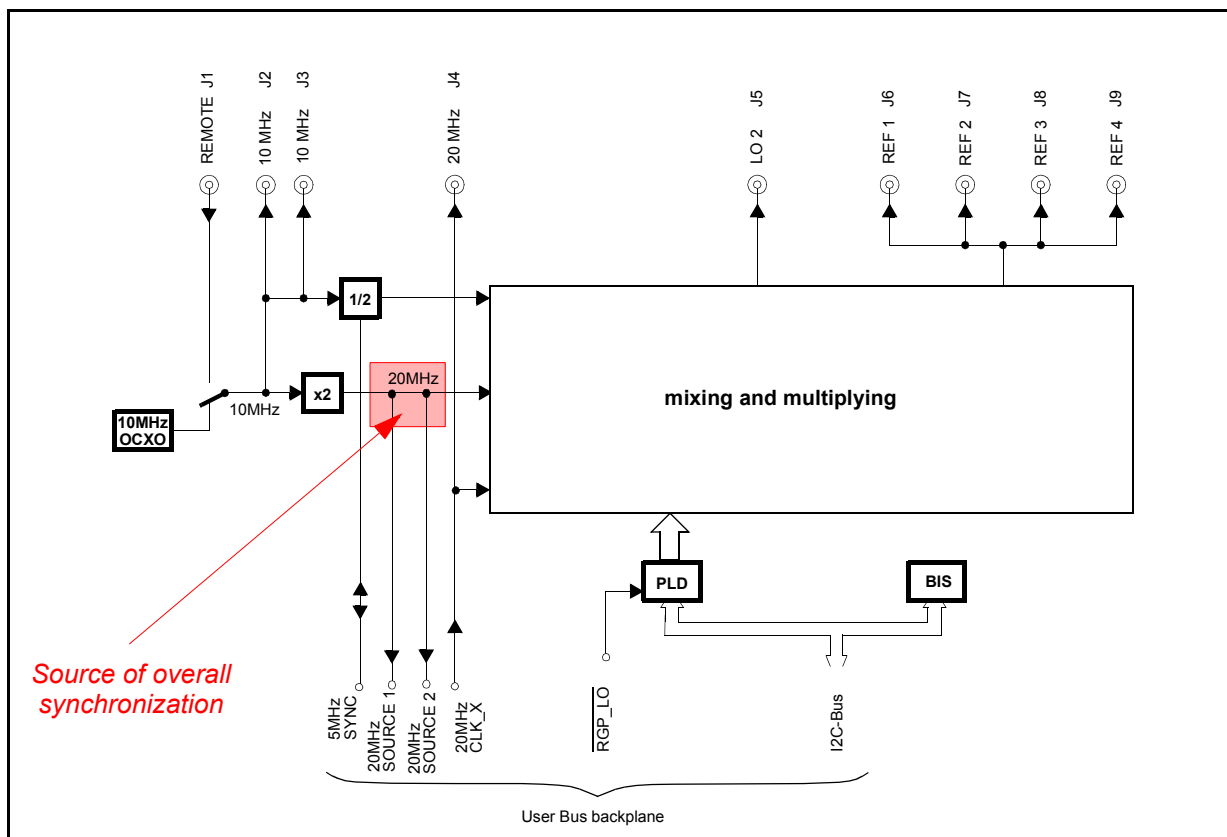 REMOTE J1
10 MHz J2
10 MHz J3
20 MHz J4
LO 2 J5
REF 1 J6
REF 2 J7
REF 3 J8
REF 4 J9
1/2
20MHz
x2
10MHz
10MHz
OCXO
mixing and multiplying
PLD
BIS
Source of overall
synchronization
5MHz
SYNC
20MHz
SOURCE 1
20MHz
SOURCE 2
20MHz
CLK_X
RGP_LO
I2C-Bus
User Bus backplane